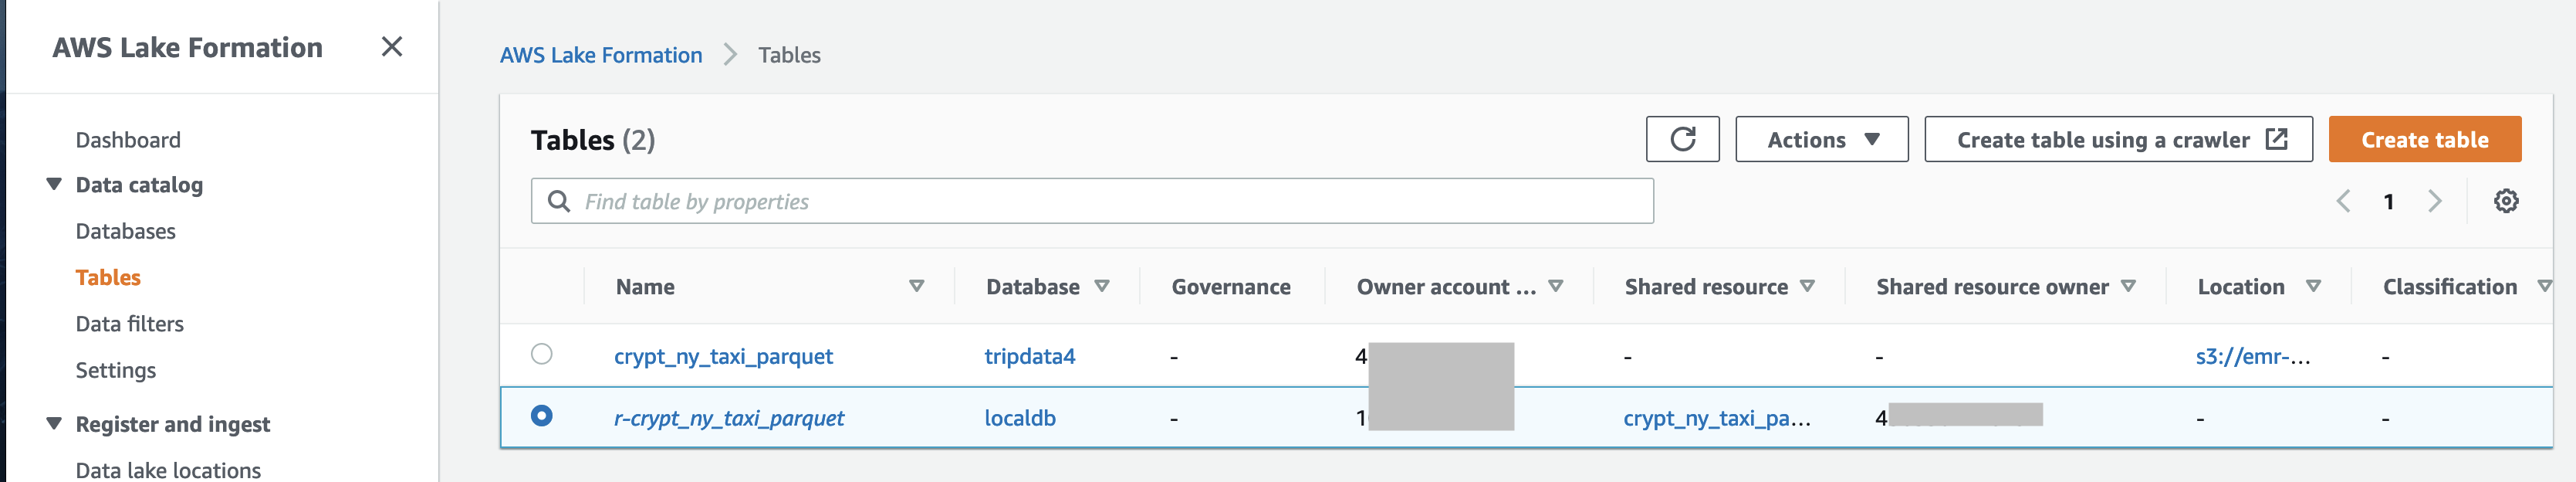 AWS Lake Formation
Dashboard
Data catalog
Databases
Tables
Data filters
Settings
Register and ingest
Data lake locations
AWS Lake Formation > Tables
Tables (2)
Actions
Create table using a crawler
Create table
Find table by properties
1
Name Database Governance Owner account ... Shared resource Shared resource owner Location Classification
crypt_ny_taxi_parquet tripdata4 - 4 - - s3://emr-... -
r-crypt_ny_taxi_parquet localdb - 1 crypt_ny_taxi_pa... 4 - -